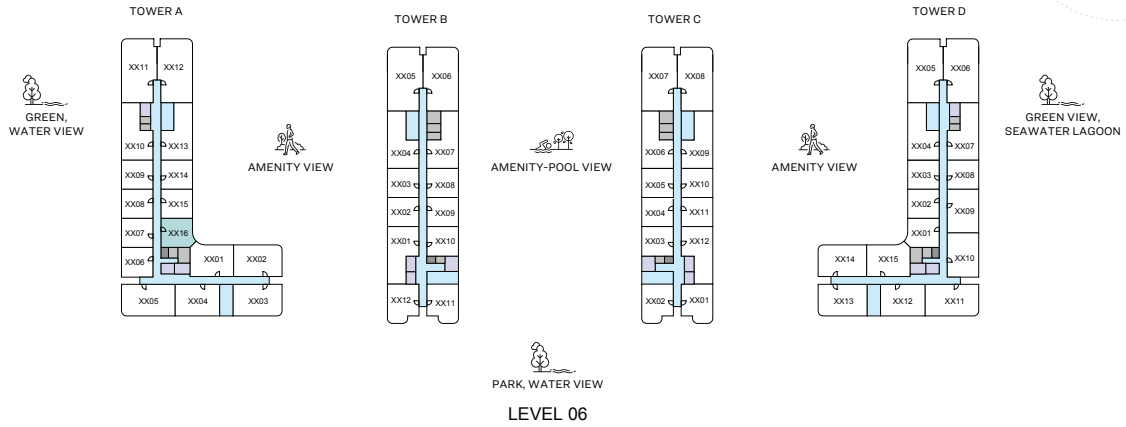 TOWER A
TOWER B
TOWER C
TOWER D
XX11 XX12
XX10 XX13
XX09 XX14
XX08 XX15
XX07 XX16
XX06 XX01 XX02
XX05 XX04 XX03
XX05 XX06
XX04 XX07
XX03 XX08
XX02 XX09
XX01 XX10
XX12 XX11
XX07 XX08
XX06 XX09
XX05 XX10
XX04 XX11
XX03 XX12
XX02 XX01
XX05 XX06
XX04 XX07
XX03 XX08
XX02 XX09
XX01
XX14 XX15 XX10
XX13 XX12 XX11
GREEN,
WATER VIEW
AMENITY VIEW
AMENITY-POOL VIEW
AMENITY VIEW
GREEN VIEW,
SEAWATER LAGOON
PARK, WATER VIEW
LEVEL 06